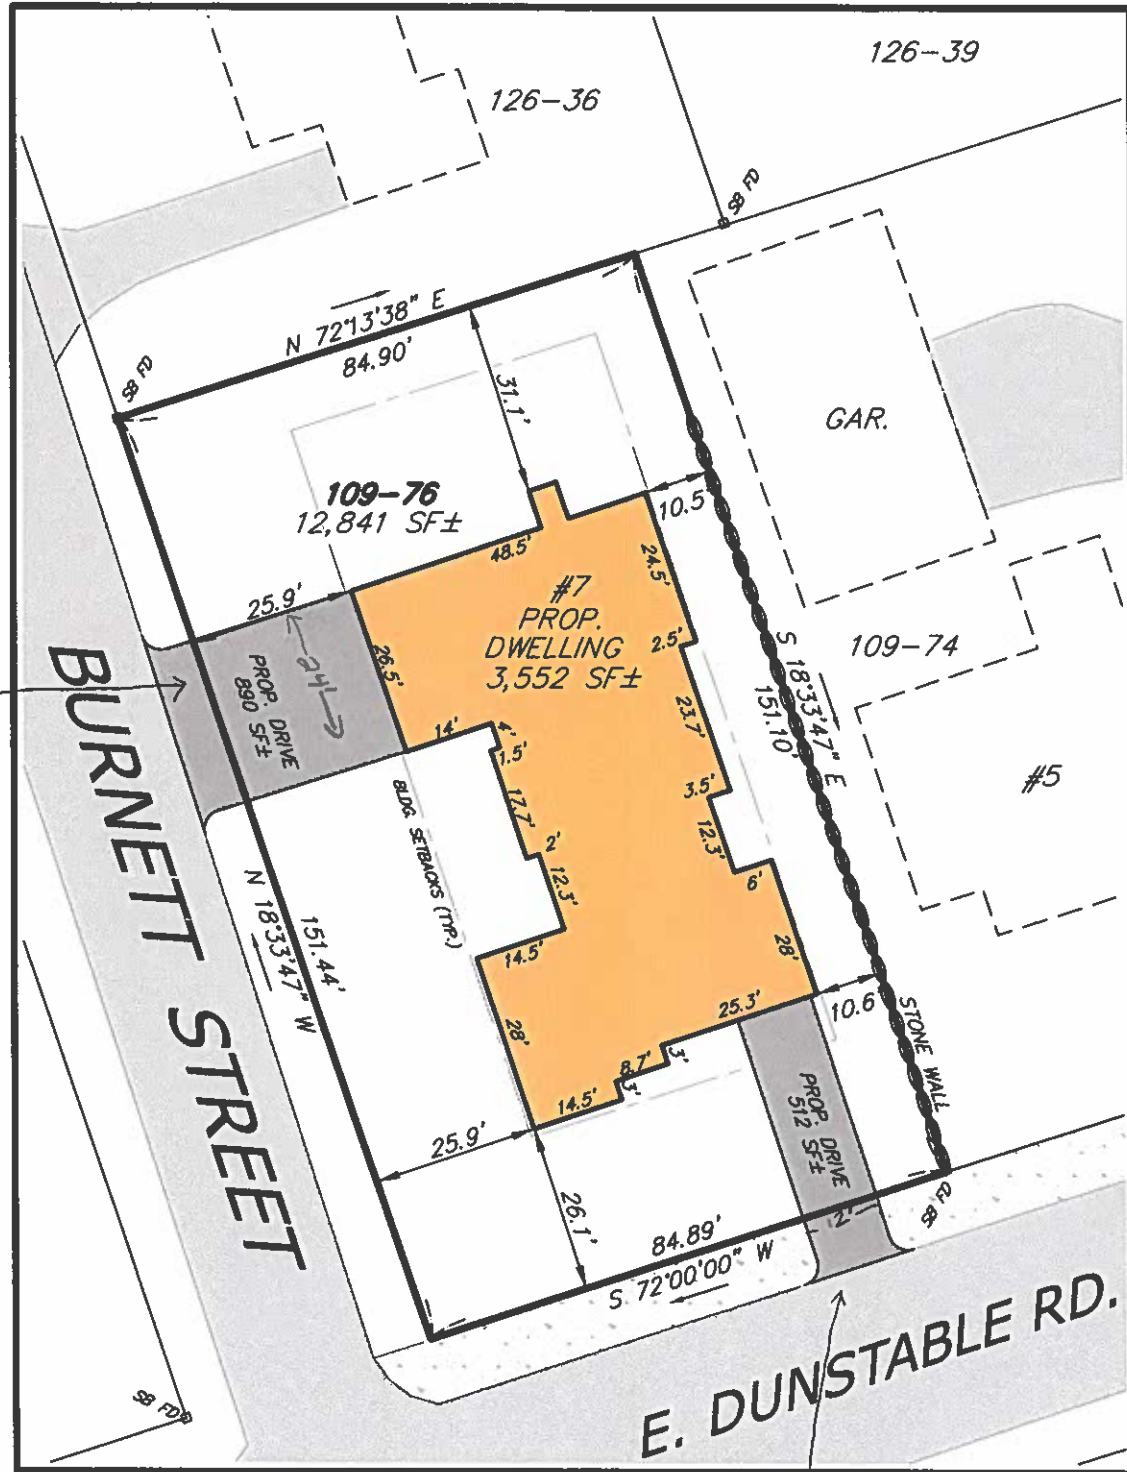 126-39
126-36
SB FD
N 72°13'38" E
84.90'
SB FD
31.1'
GAR.
109-76
12,841 SF±
10.5
48.5'
24.5'
#7
PROP.
DWELLING
3,552 SF±
25.9'
2.5'
109-74
26.5'
PROP. DRIVE
890 SF±
24'
S 18°33'47" E
151.10'
23.7'
14'
4'
1.5'
#5
3.5'
BLDG. SETBACKS (TYP.)
17.7'
2'
12.3'
12.3'
6'
BURNETT STREET
N 18°33'47" W
151.44'
14.5'
28'
28'
25.3'
10.6
STONE WALL
3'
8.7'
3'
14.5'
PROP. DRIVE
512 SF±
25.9'
26.1'
2'
SB FD
84.89'
S 72°00'00" W
E. DUNSTABLE RD.
SB FD